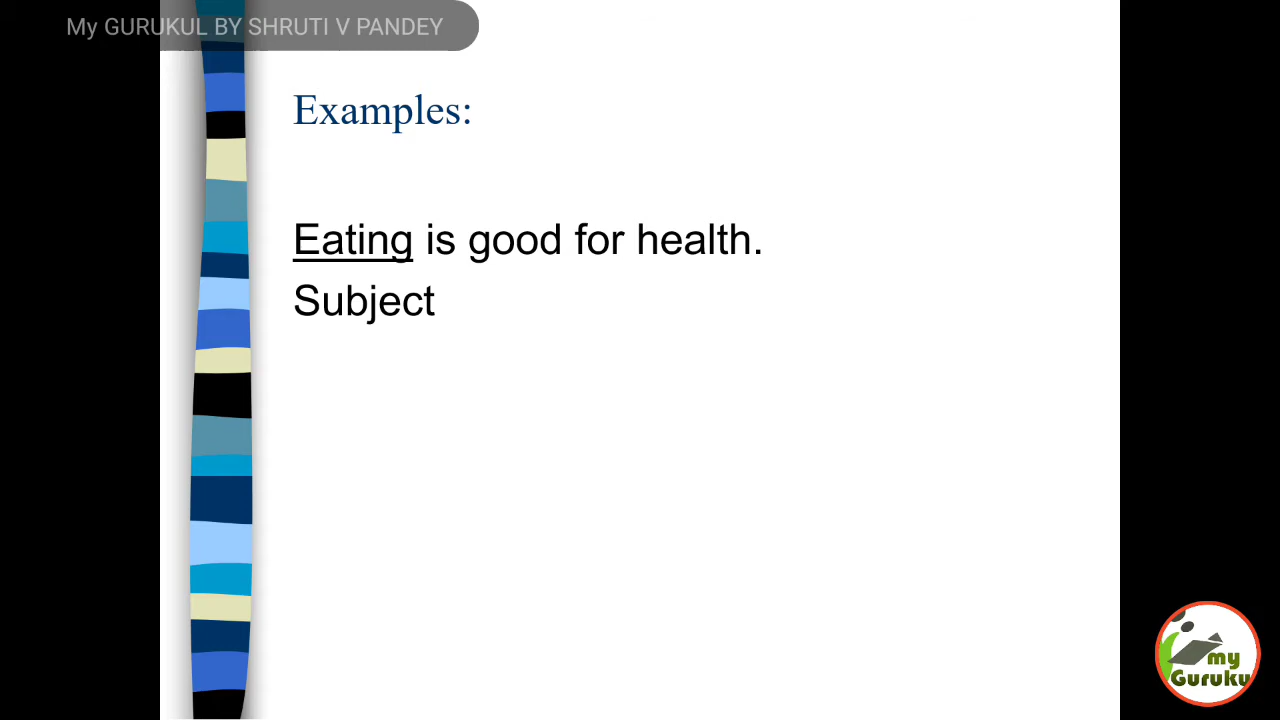 My GURUKUL BY SHRUTI V PANDEY
Examples:
Eating is good for health.
Subject
my
Guruku